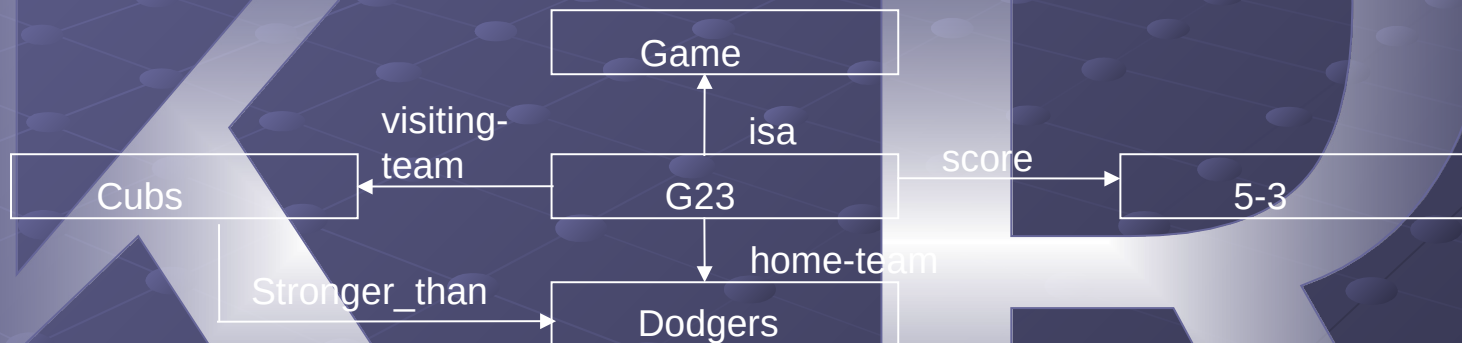 Game
visiting-
team
isa
score
Cubs
G23
5-3
home-team
Stronger_than
Dodgers